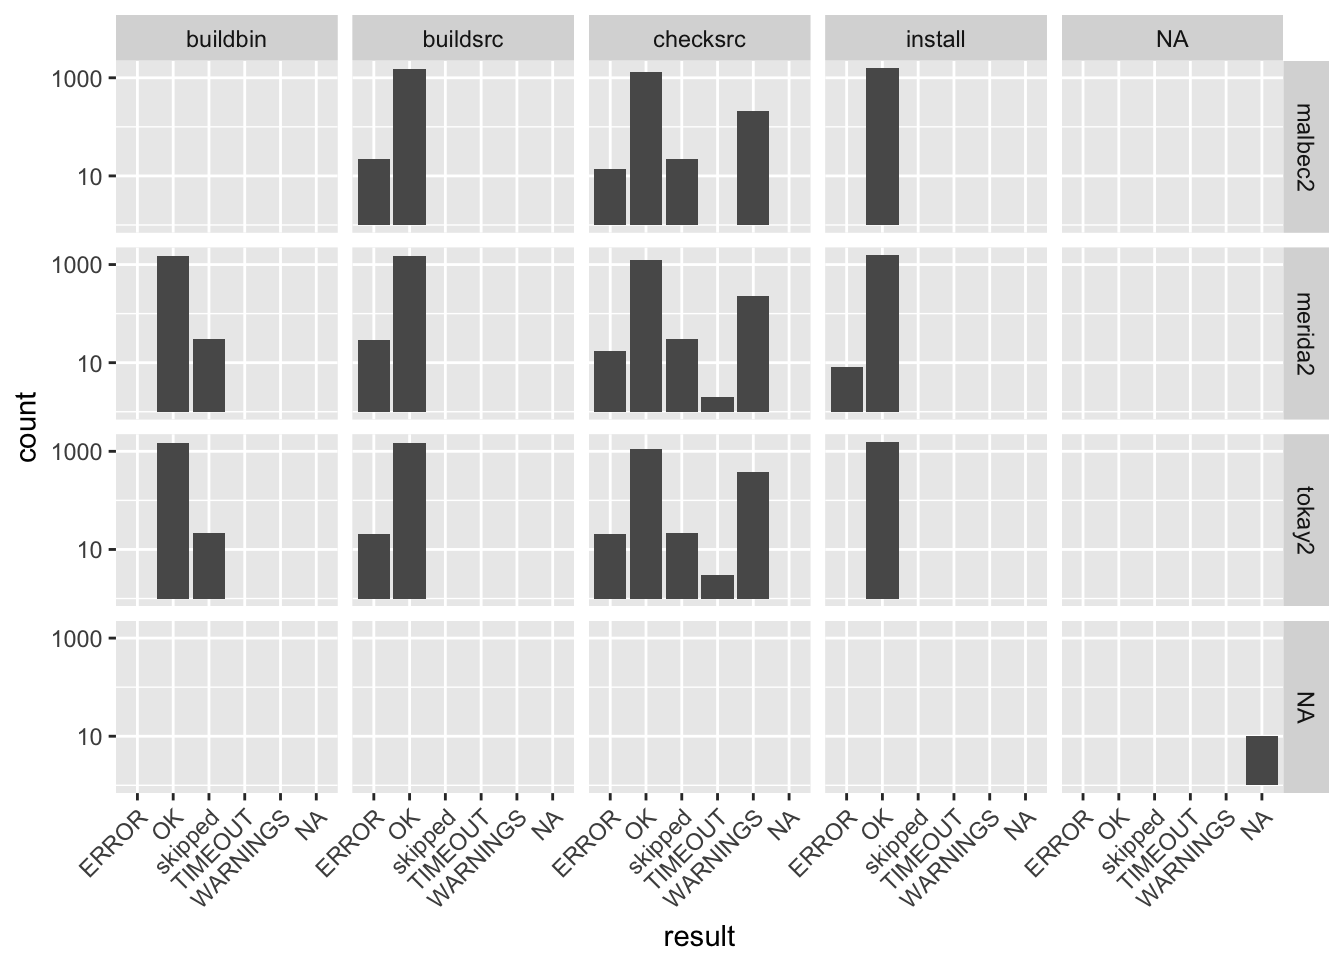 buildbin buildsrc checksrc install NA
1000
10
malbec2
1000
10
merida2
count
1000
10
tokay2
1000
10
NA
ERROR OK skipped TIMEOUT WARNINGS NA ERROR OK skipped TIMEOUT WARNINGS NA ERROR OK skipped TIMEOUT WARNINGS NA ERROR OK skipped TIMEOUT WARNINGS NA ERROR OK skipped TIMEOUT WARNINGS NA
result